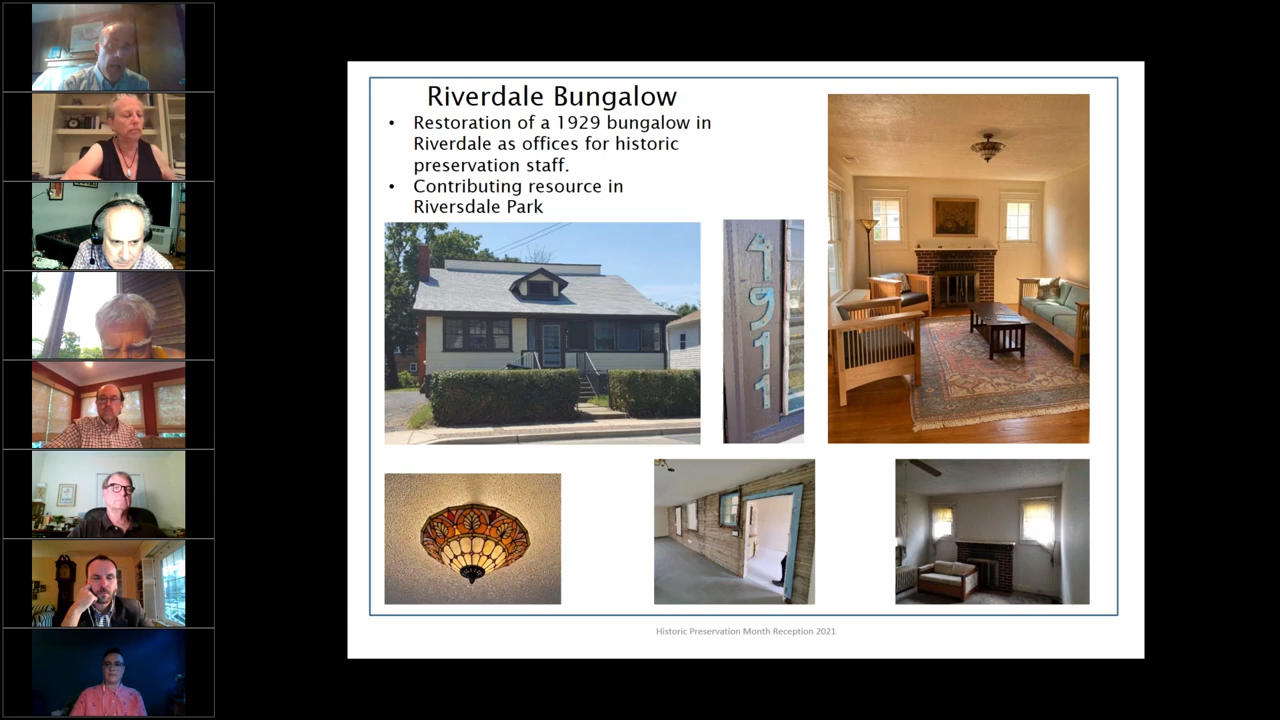 Riverdale Bungalow
• Restoration of a 1929 bungalow in
Riverdale as offices for historic
preservation staff.
• Contributing resource in
Riversdale Park
4911
Historic Preservation Month Reception 2021